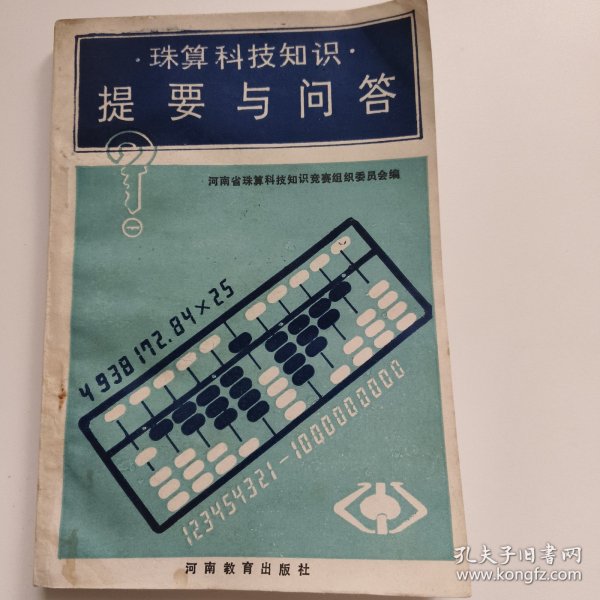 ·珠算科技知识·
提要与问答
河南省珠算科技知识竞赛组织委员会编
4938172.84×25
123454321-1000000000
河南教育出版社
孔夫子旧书网
www.kongfz.com